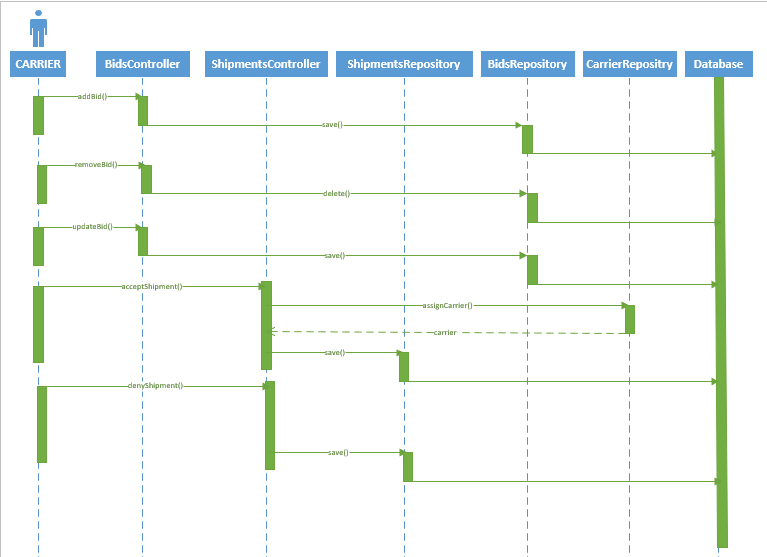 CARRIER
BidsController
ShipmentsController
ShipmentsRepository
BidsRepository
CarrierRepositry
Database
addBid()
save()
removeBid()
delete()
updateBid()
save()
acceptShipment()
assignCarrier()
carrier
save()
denyShipment()
save()